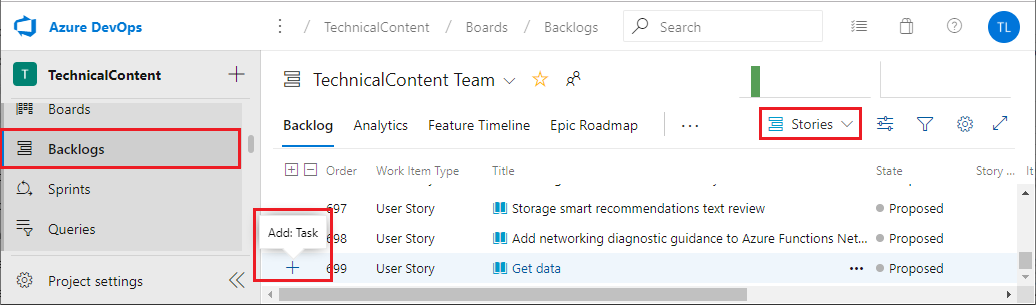 Azure DevOps
/ TechnicalContent / Boards / Backlogs
Search
TL
T TechnicalContent
Boards
Backlogs
Sprints
Queries
Project settings
TechnicalContent Team
Backlog Analytics Feature Timeline Epic Roadmap
Stories
Order Work Item Type Title State Story ... It
697 User Story Storage smart recommendations text review Proposed
Add: Task
698 User Story Add networking diagnostic guidance to Azure Functions Net... Proposed
699 User Story Get data Proposed